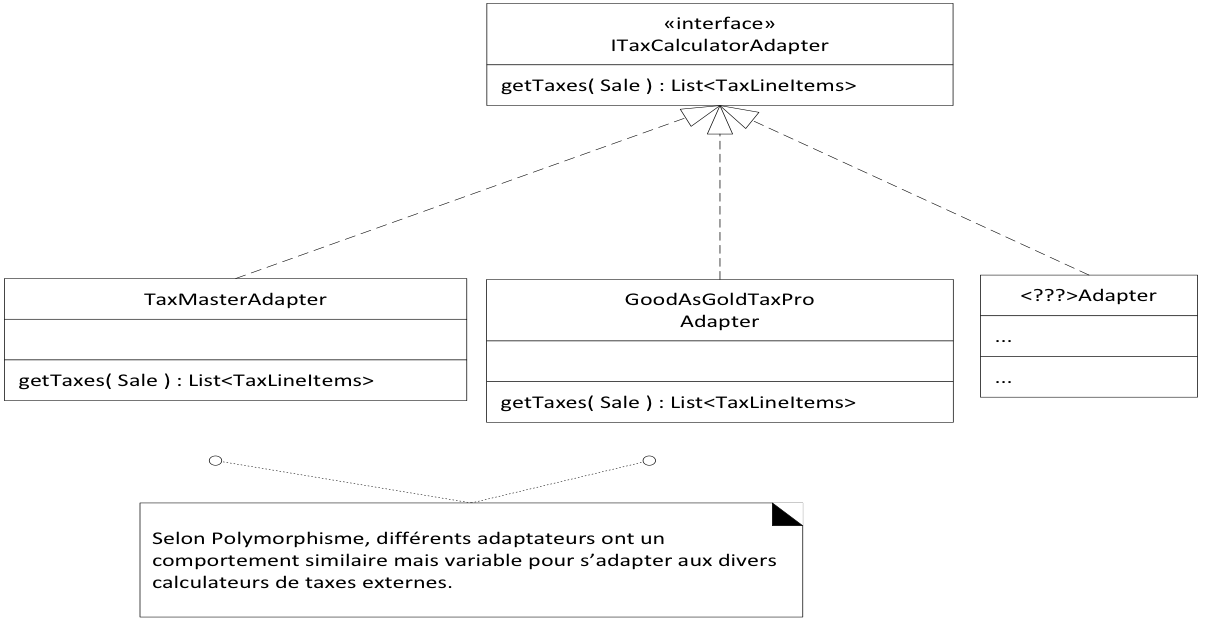 «interface»
ITaxCalculatorAdapter
getTaxes( Sale ) : List<TaxLineItems>
TaxMasterAdapter
getTaxes( Sale ) : List<TaxLineItems>
GoodAsGoldTaxPro
Adapter
getTaxes( Sale ) : List<TaxLineItems>
<???>Adapter
...
...
Selon Polymorphisme, différents adaptateurs ont un
comportement similaire mais variable pour s’adapter aux divers
calculateurs de taxes externes.